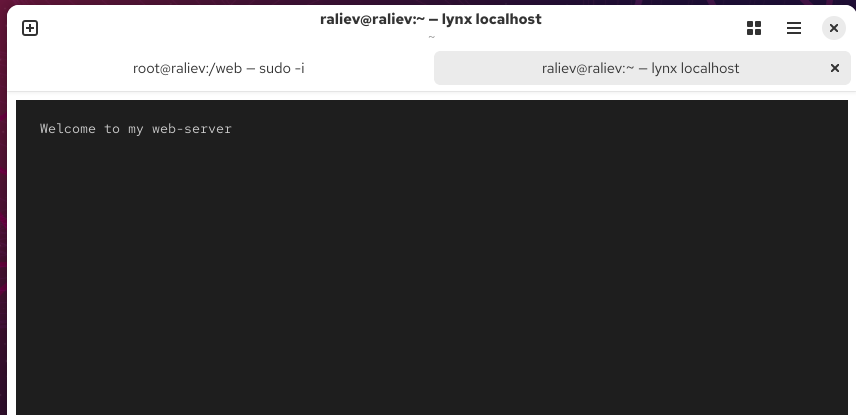 raliev@raliev:~ — lynx localhost
~
root@raliev:/web — sudo -i
raliev@raliev:~ — lynx localhost
Welcome to my web-server